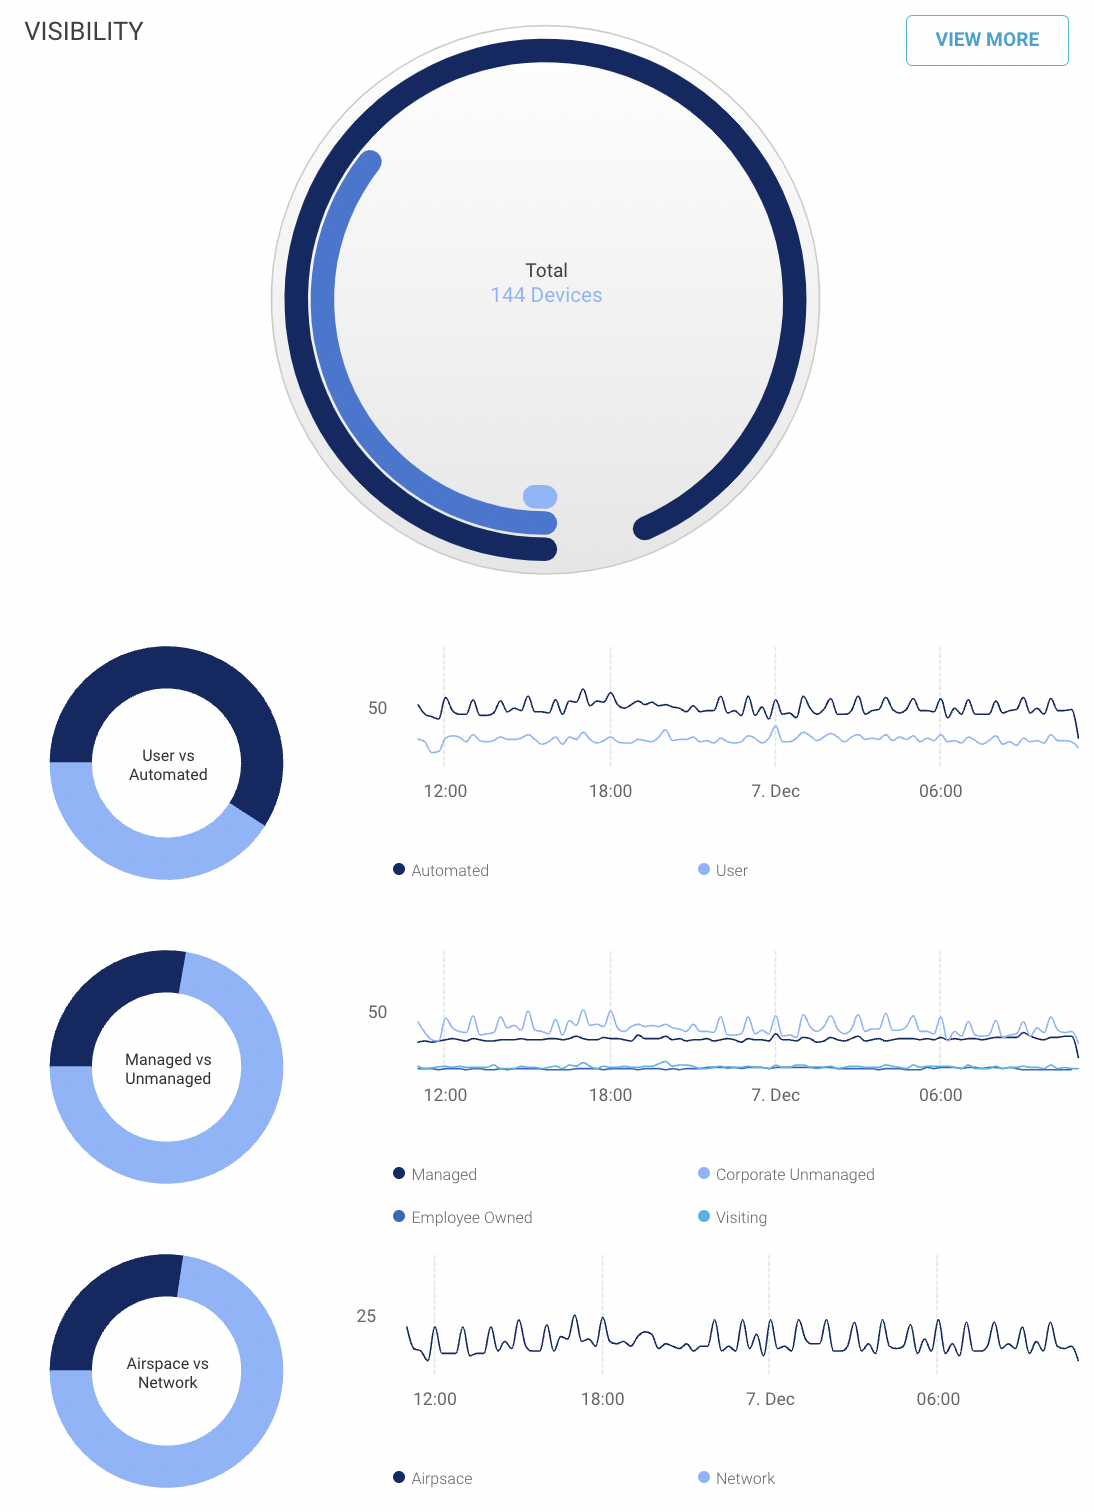 VISIBILITY
VIEW MORE
Total
144 Devices
User vs
Automated
50
12:00
18:00
7. Dec
06:00
Automated
User
Managed vs
Unmanaged
50
12:00
18:00
7. Dec
06:00
Managed
Corporate Unmanaged
Employee Owned
Visiting
Airspace vs
Network
25
12:00
18:00
7. Dec
06:00
Airpsace
Network